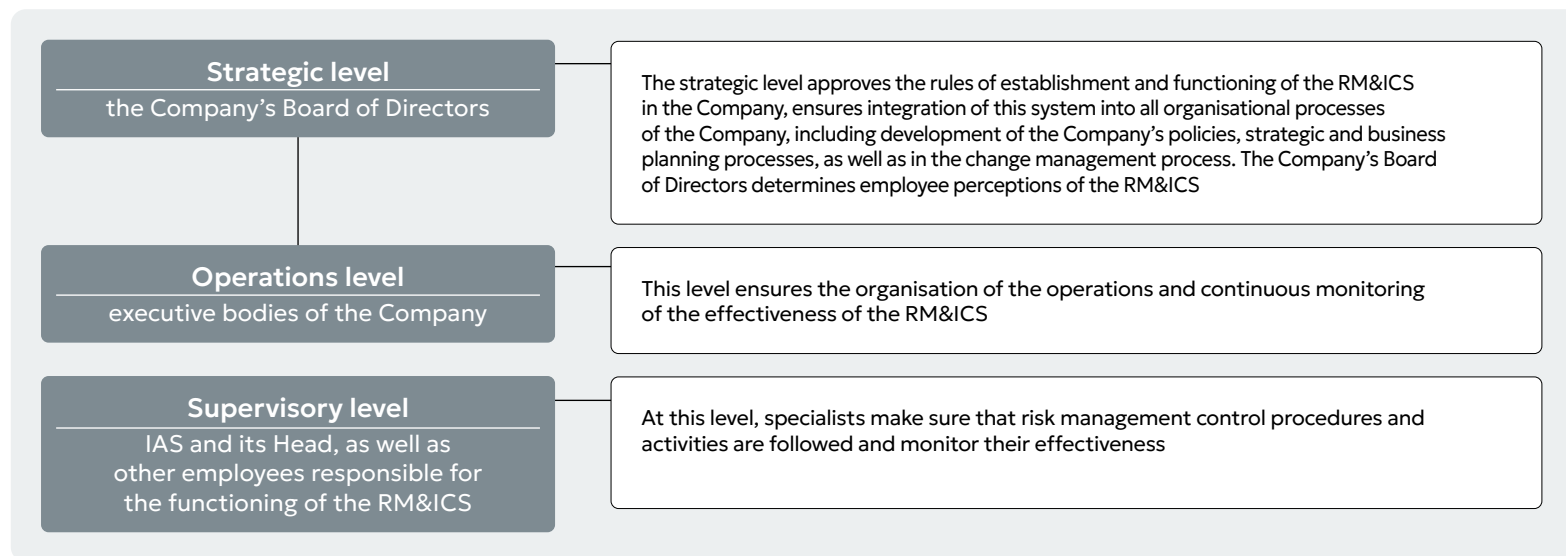 Strategic level
the Company’s Board of Directors
The strategic level approves the rules of establishment and functioning of the RM&ICS
in the Company, ensures integration of this system into all organisational processes
of the Company, including development of the Company’s policies, strategic and business
planning processes, as well as in the change management process. The Company’s Board
of Directors determines employee perceptions of the RM&ICS
Operations level
executive bodies of the Company
This level ensures the organisation of the operations and continuous monitoring
of the effectiveness of the RM&ICS
Supervisory level
IAS and its Head, as well as
other employees responsible for
the functioning of the RM&ICS
At this level, specialists make sure that risk management control procedures and
activities are followed and monitor their effectiveness